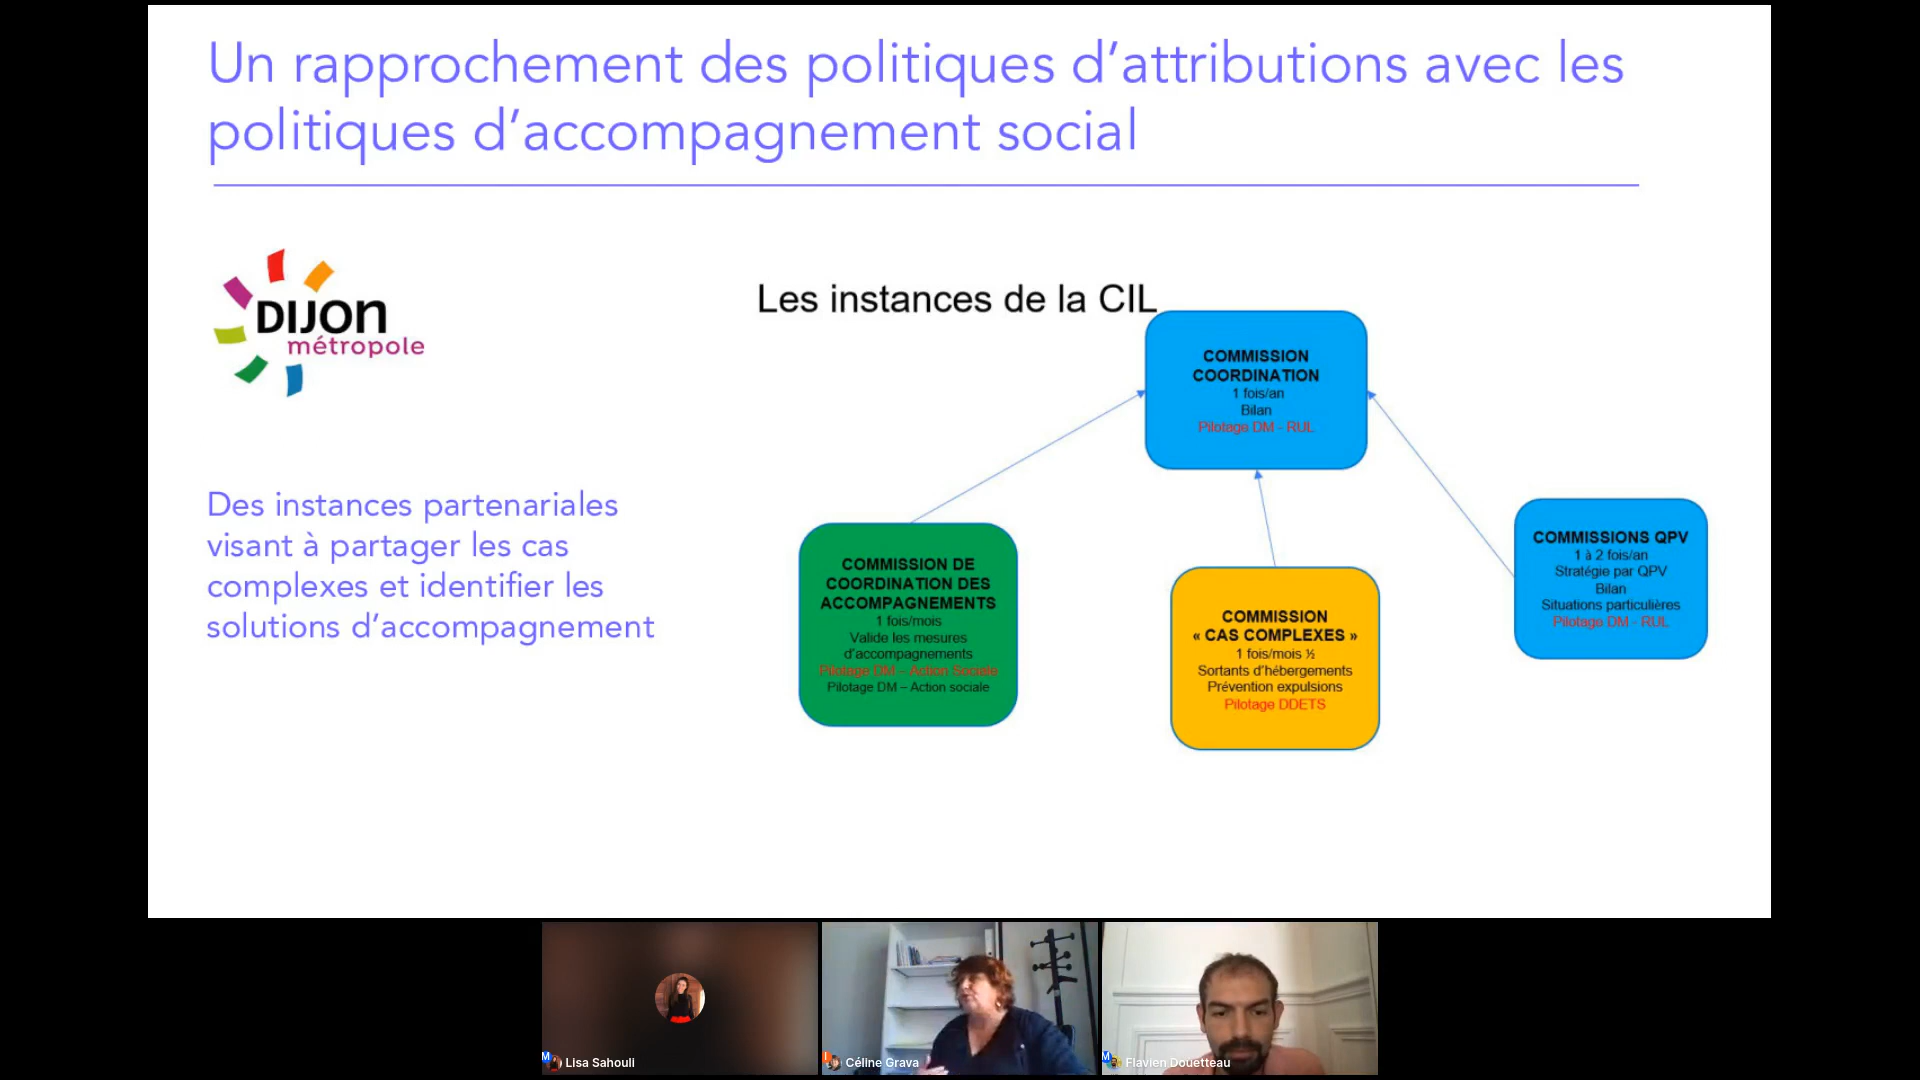 Un rapprochement des politiques d’attributions avec les
politiques d’accompagnement social
DIJON
métropole
Les instances de la CIL
COMMISSION
COORDINATION
1 fois/an
Bilan
Pilotage DM - RUL
Des instances partenariales
visant à partager les cas
complexes et identifier les
solutions d’accompagnement
COMMISSION DE
COORDINATION DES
ACCOMPAGNEMENTS
1 fois/mois
Valide les mesures
d’accompagnements
Pilotage DM – Action Sociale
Pilotage DM – Action sociale
COMMISSION
« CAS COMPLEXES »
1 fois/mois ½
Sortants d’hébergements
Prévention expulsions
Pilotage DDETS
COMMISSIONS QPV
1 à 2 fois/an
Stratégie par QPV
Bilan
Situations particulières
Pilotage DM - RUL
M Lisa Sahouli
Céline Grava
M Flavien Douetteau